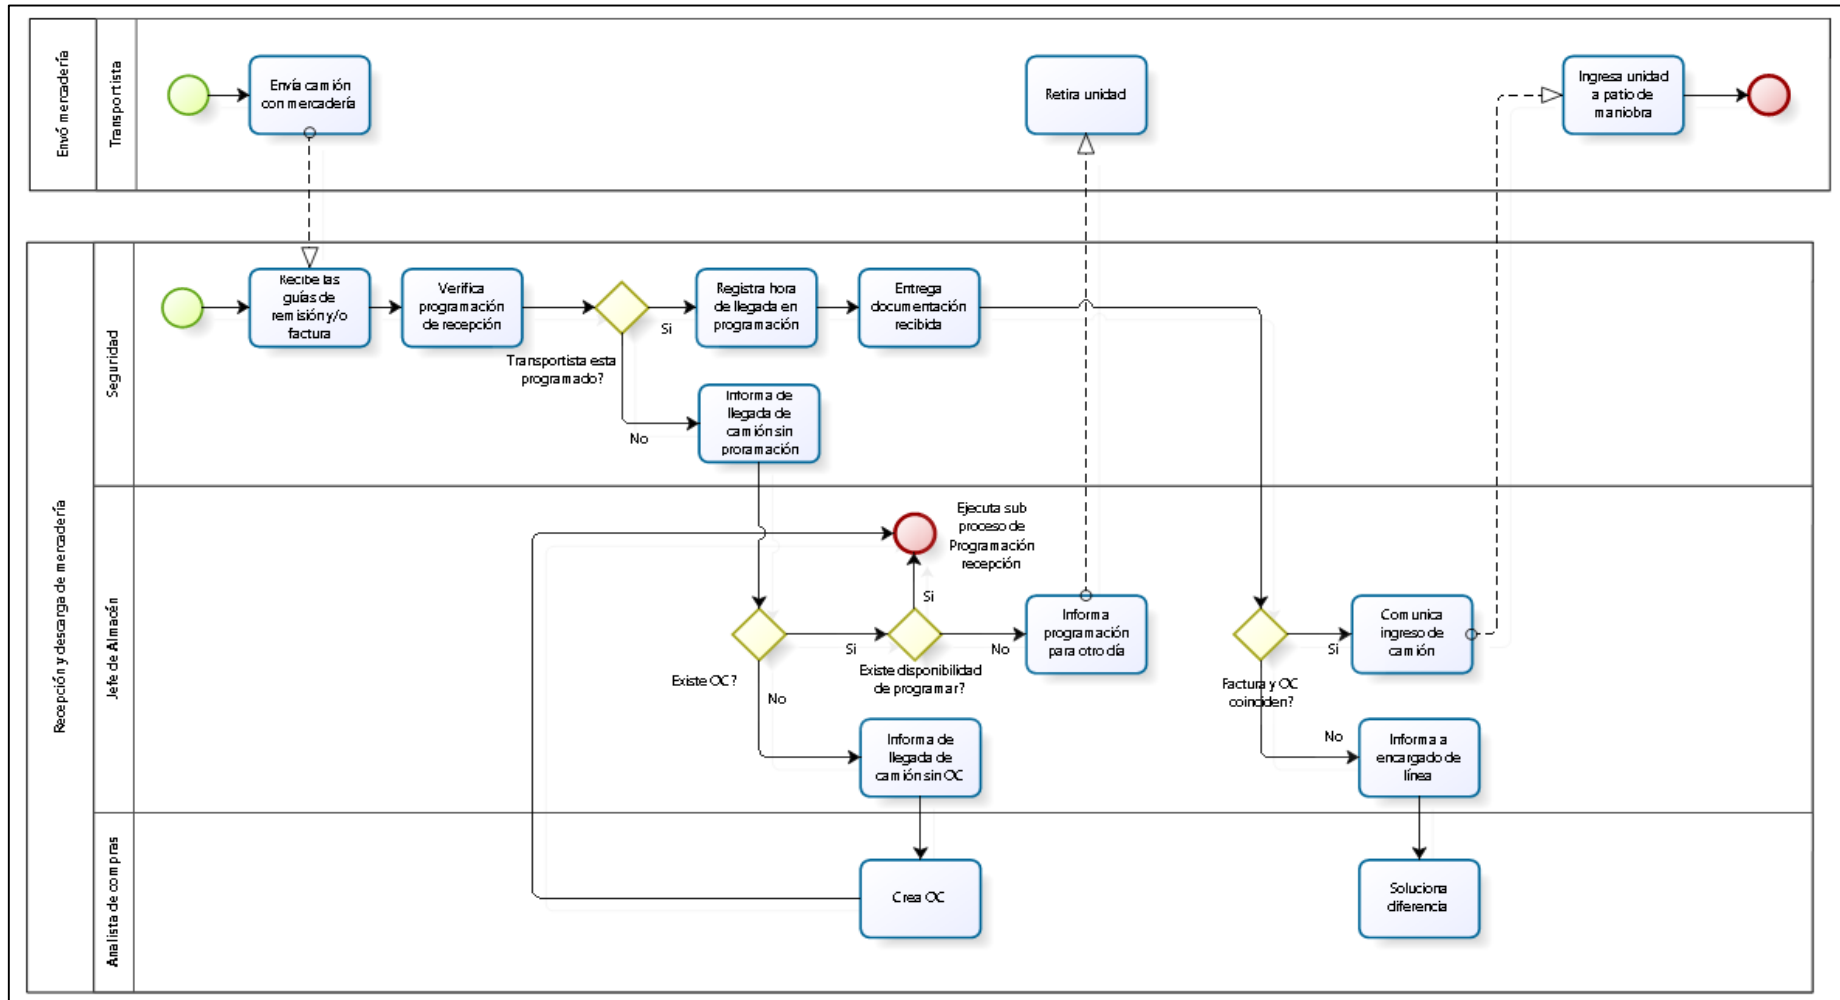 Envó mercadería
Transportista
Envía camión
con mercadería
Retira unidad
Ingresa unidad
a patio de
maniobra
Recepción y descarga de mercadería
Seguridad
Recibe las
guías de
remisión y/o
factura
Verifica
programación
de recepción
Transportista esta
programado?
Si
Registra hora
de llegada en
programación
Entrega
documentación
recibida
No
Informa de
llegada de
camión sin
proramación
Jefe de Almacén
Ejecuta sub
proceso de
Programación
recepción
Existe OC?
Si
No
Existe disponibilidad
de programar?
Si
No
Informa
programación
para otro día
Factura y OC
coinciden?
Si
Comunica
ingreso de
camión
Informa de
llegada de
camión sin OC
No
Informa a
encargado de
línea
Analista de compras
Crea OC
Soluciona
diferencia